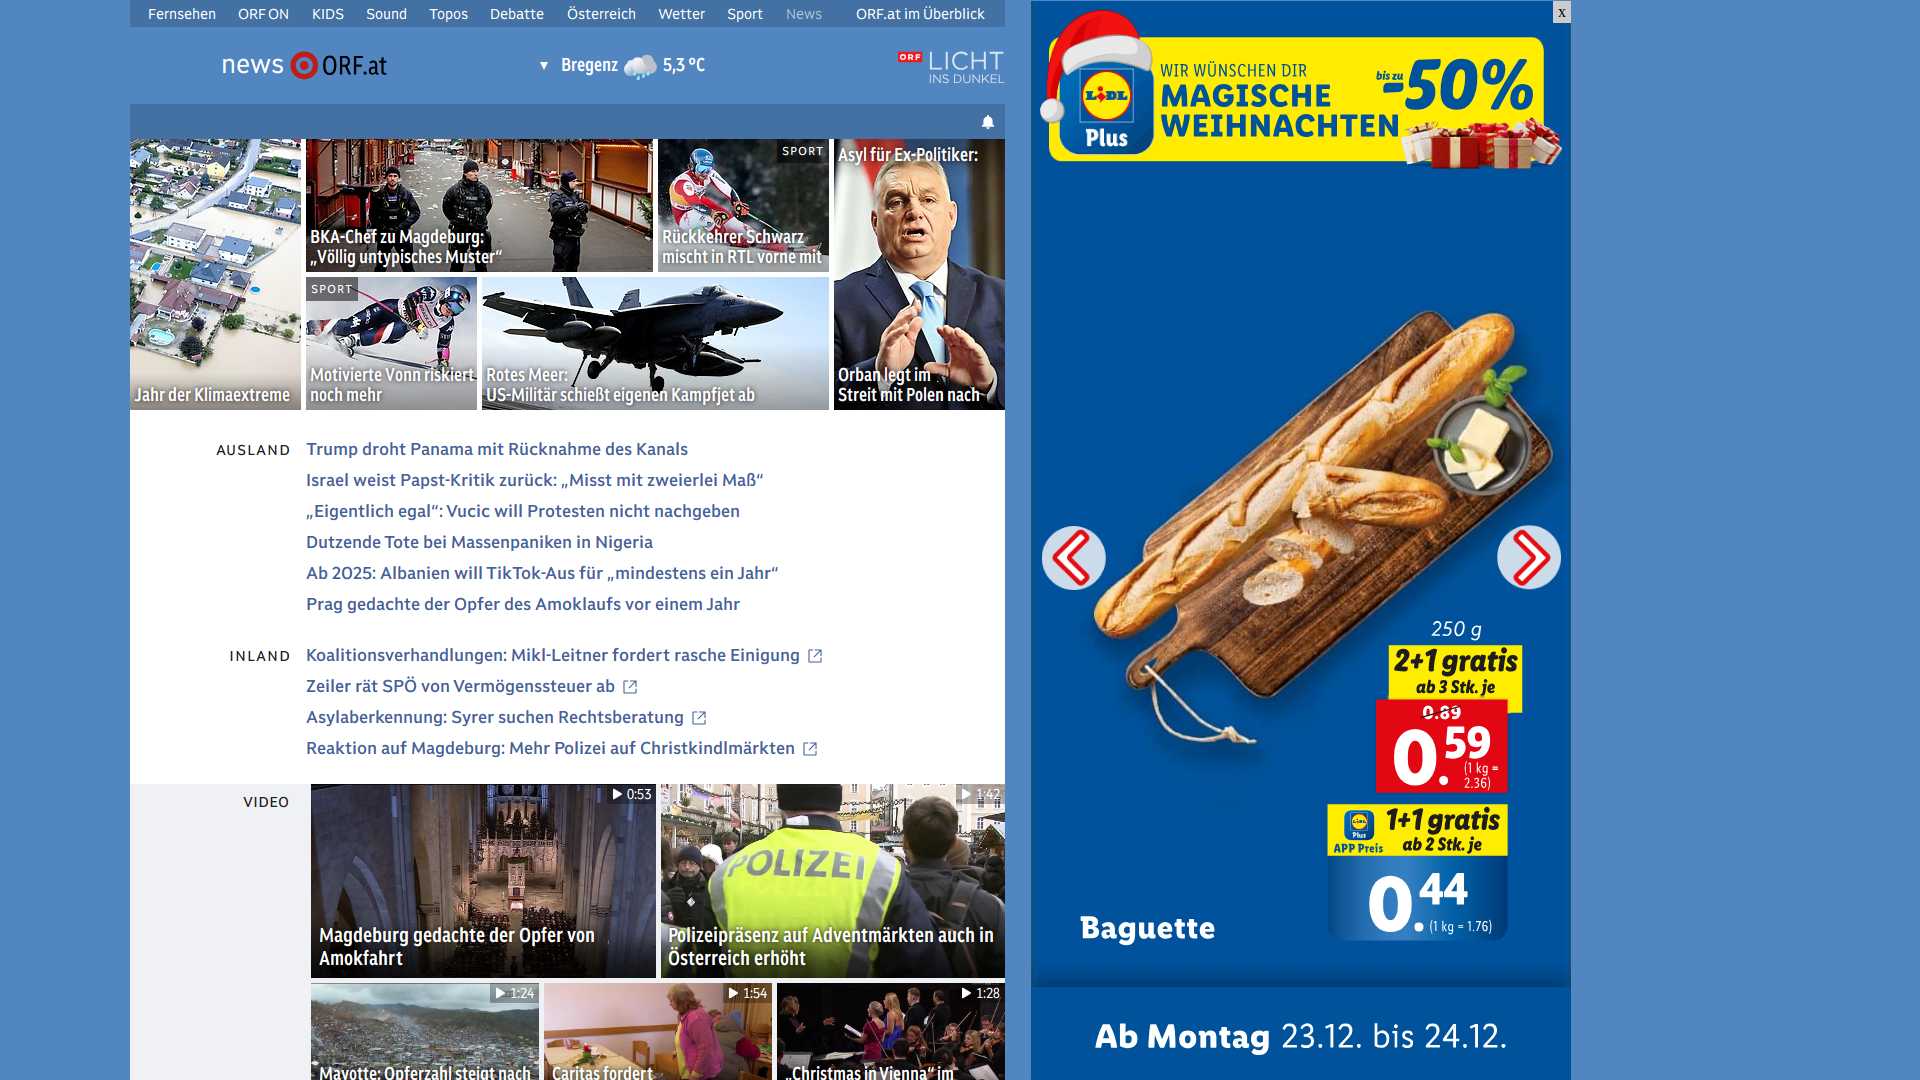 Fernsehen ORF ON KIDS Sound Topos Debatte Österreich Wetter Sport News ORF.at im Überblick
news ORF.at
▼ Bregenz 5,3 °C
ORF LICHT
INS DUNKEL
Jahr der Klimaextreme
BKA-Chef zu Magdeburg:
„Völlig untypisches Muster“
SPORT
Rückkehrer Schwarz
mischt in RTL vorne mit
Asyl für Ex-Politiker:
Orban legt im
Streit mit Polen nach
SPORT
Motivierte Vonn riskiert
noch mehr
Rotes Meer:
US-Militär schießt eigenen Kampfjet ab
AUSLAND
Trump droht Panama mit Rücknahme des Kanals
Israel weist Papst-Kritik zurück: „Misst mit zweierlei Maß“
„Eigentlich egal“: Vucic will Protesten nicht nachgeben
Dutzende Tote bei Massenpaniken in Nigeria
Ab 2025: Albanien will TikTok-Aus für „mindestens ein Jahr“
Prag gedachte der Opfer des Amoklaufs vor einem Jahr
INLAND
Koalitionsverhandlungen: Mikl-Leitner fordert rasche Einigung
Zeiler rät SPÖ von Vermögenssteuer ab
Asylaberkennung: Syrer suchen Rechtsberatung
Reaktion auf Magdeburg: Mehr Polizei auf Christkindlmärkten
VIDEO
0:53
Magdeburg gedachte der Opfer von
Amokfahrt
1:42
POLIZEI
Polizeipräsenz auf Adventmärkten auch in
Österreich erhöht
1:24
Mayotte: Opferzahl steigt nach
1:54
Caritas fordert
1:28
„Christmas in Vienna“ im
x
LIDL
Plus
WIR WÜNSCHEN DIR
MAGISCHE
WEIHNACHTEN
bis zu
-50%
250 g
2+1 gratis
ab 3 Stk. je
0.89
0.59
(1 kg =
2.36)
LIDL
Plus
APP Preis
1+1 gratis
ab 2 Stk. je
0.44
(1 kg = 1.76)
Baguette
Ab Montag 23.12. bis 24.12.